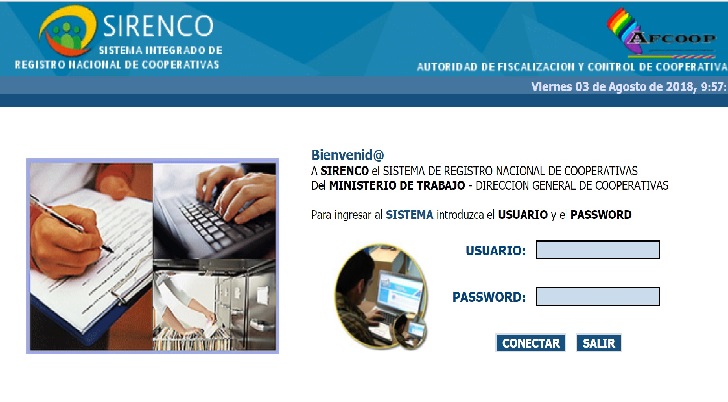 SIRENCO
SISTEMA INTEGRADO DE
REGISTRO NACIONAL DE COOPERATIVAS
AFCOOP
AUTORIDAD DE FISCALIZACION Y CONTROL DE COOPERATIVA
Viernes 03 de Agosto de 2018, 9:57:
Bienvenid@
A SIRENCO el SISTEMA DE REGISTRO NACIONAL DE COOPERATIVAS
Del MINISTERIO DE TRABAJO - DIRECCION GENERAL DE COOPERATIVAS
Para ingresar al SISTEMA introduzca el USUARIO y el PASSWORD
USUARIO:
PASSWORD:
CONECTAR SALIR